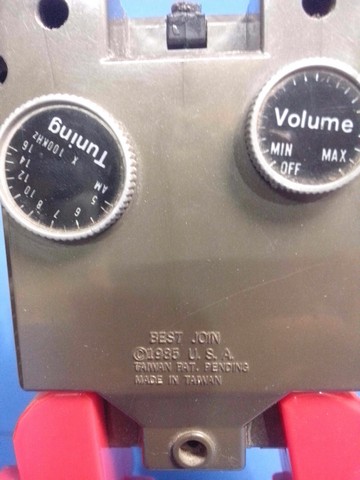 Tuning
X 100kHz
AM 5 6 7 8 10 12 14 16
Volume
MIN MAX
OFF
BEST JOIN
©1985 U. S. A.
TAIWAN PAT. PENDING
MADE IN TAIWAN